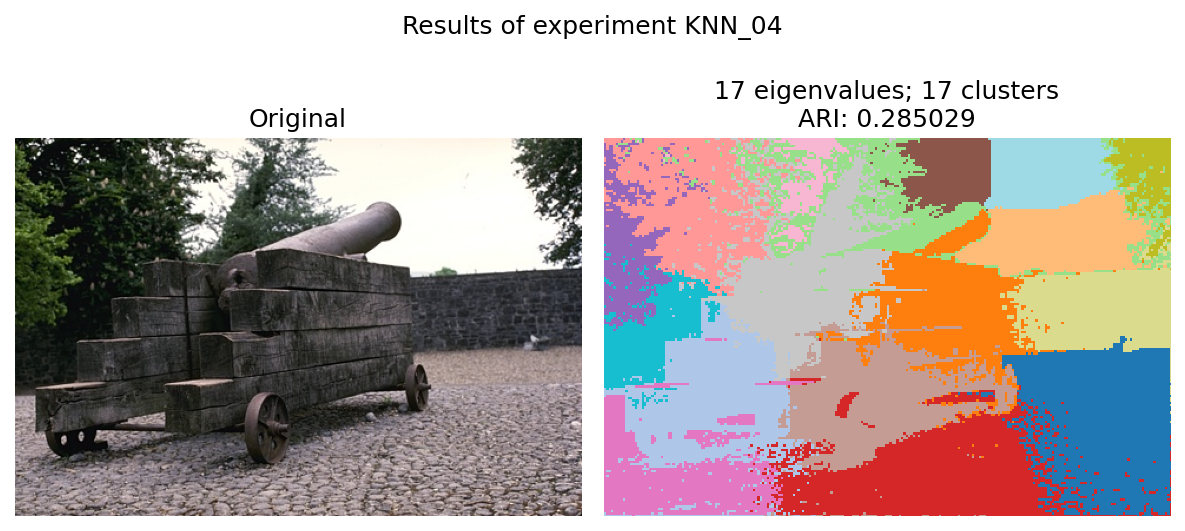 Results of experiment KNN_04
Original
17 eigenvalues; 17 clusters
ARI: 0.285029